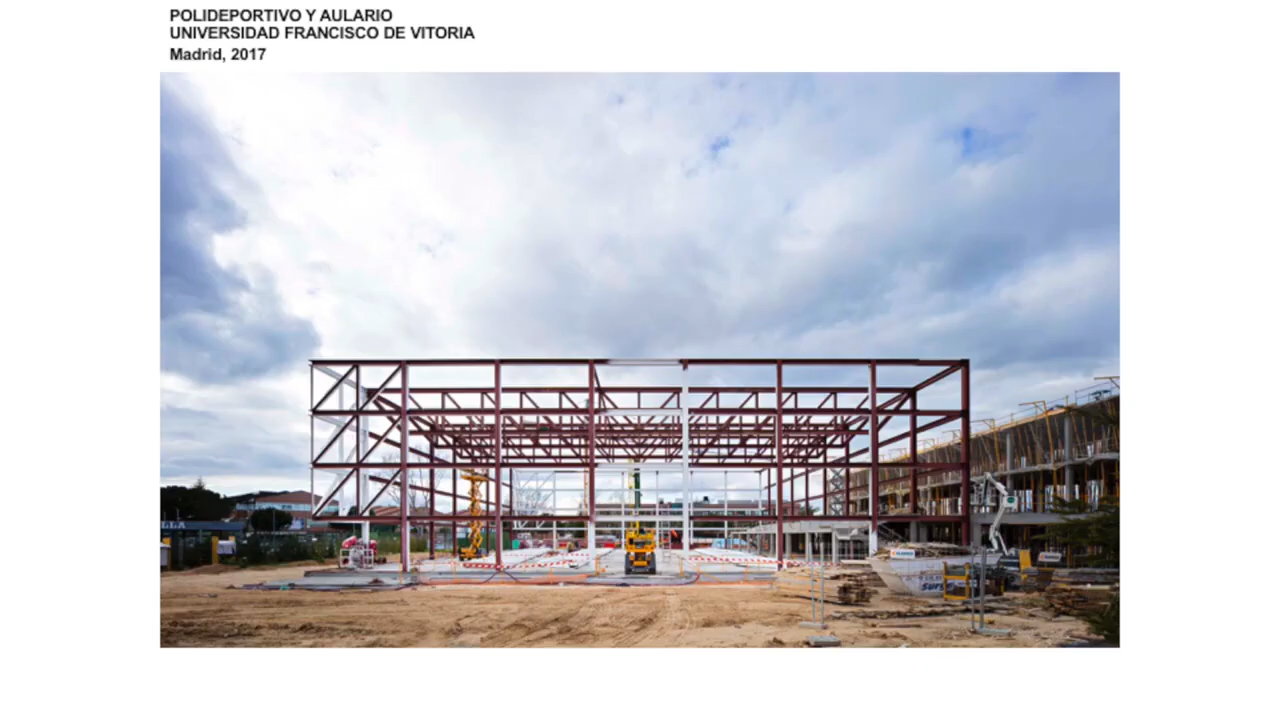 POLIDEPORTIVO Y AULARIO
UNIVERSIDAD FRANCISCO DE VITORIA
Madrid, 2017